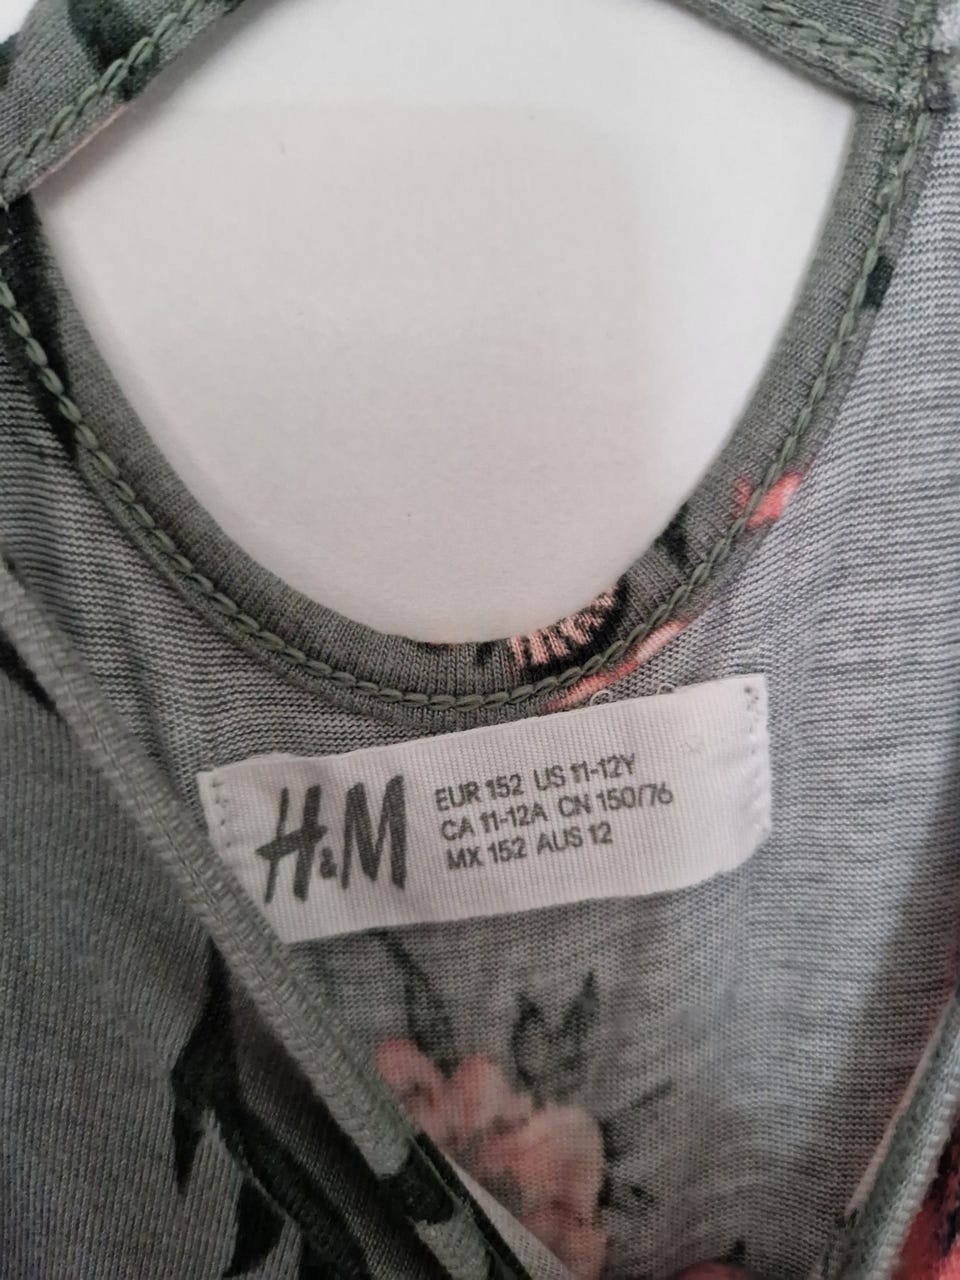 H&M
EUR 152 US 11-12Y
CA 11-12A CN 150/76
MX 152 AUS 12